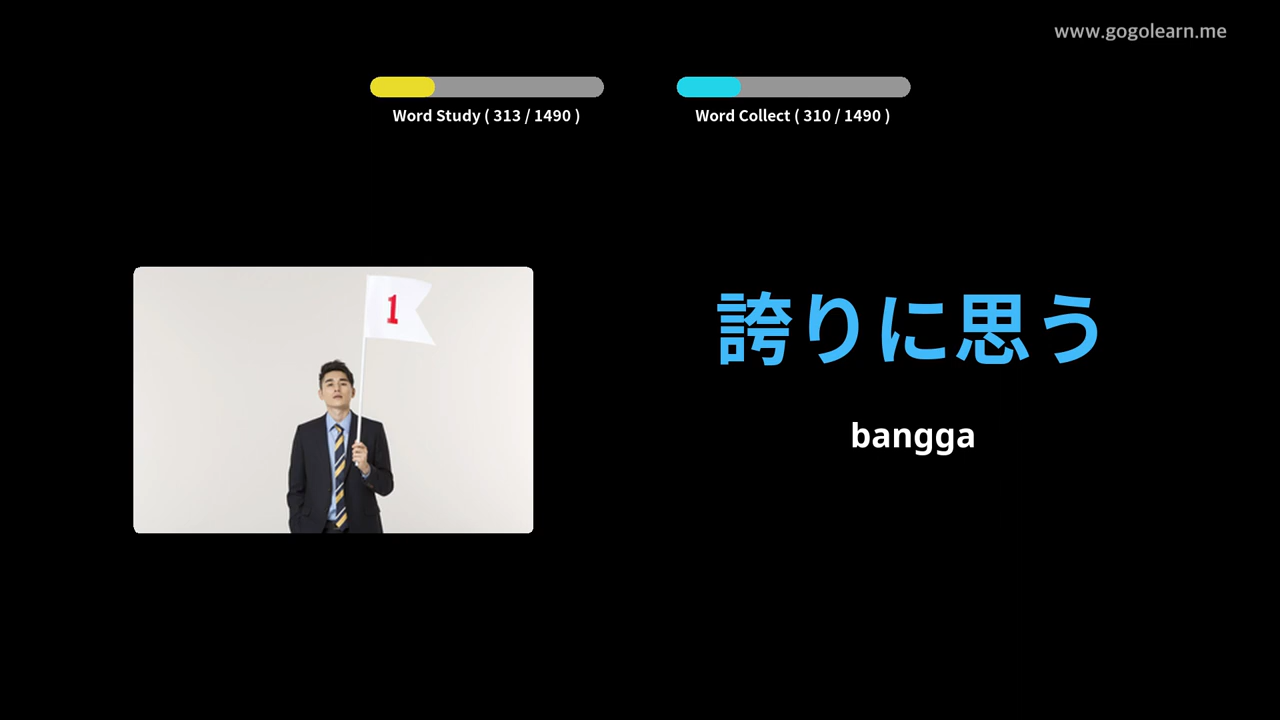 www.gogolearn.me
Word Study ( 313 / 1490 )
Word Collect ( 310 / 1490 )
1
誇りに思う
bangga